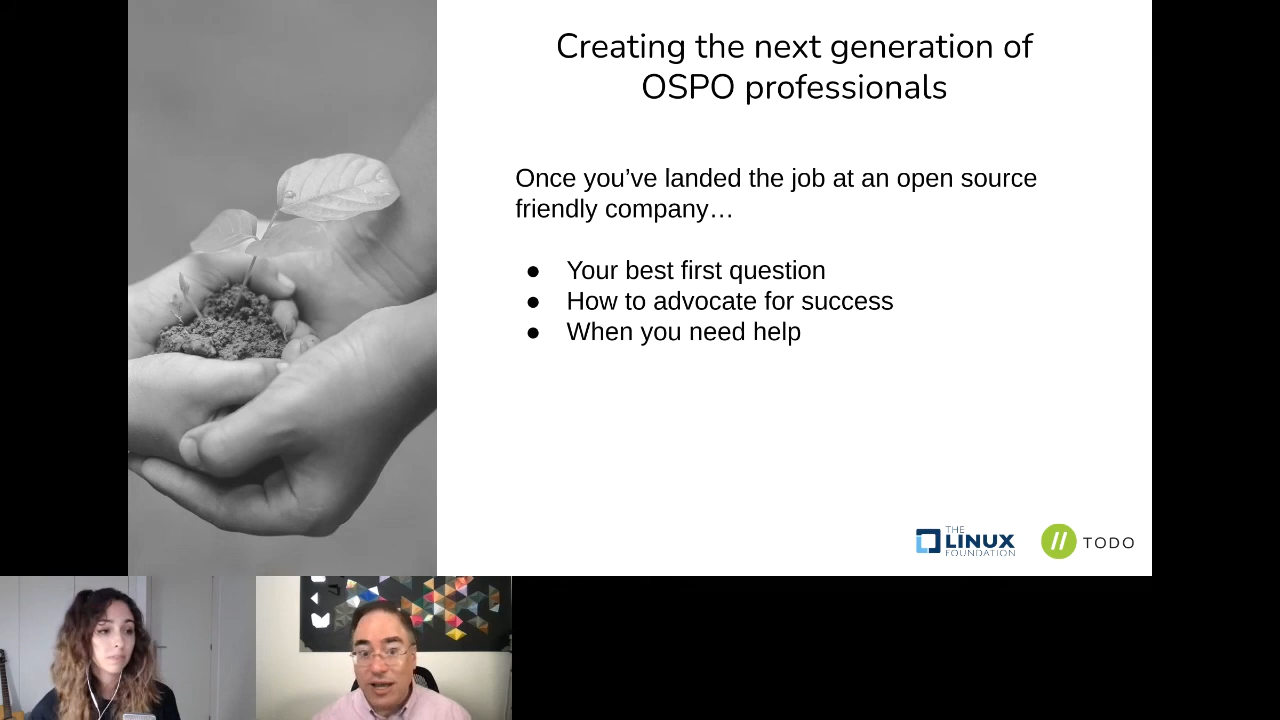 Creating the next generation of
OSPO professionals
Once you’ve landed the job at an open source
friendly company…
● Your best first question
● How to advocate for success
● When you need help
THE
LINUX
FOUNDATION
// TODO